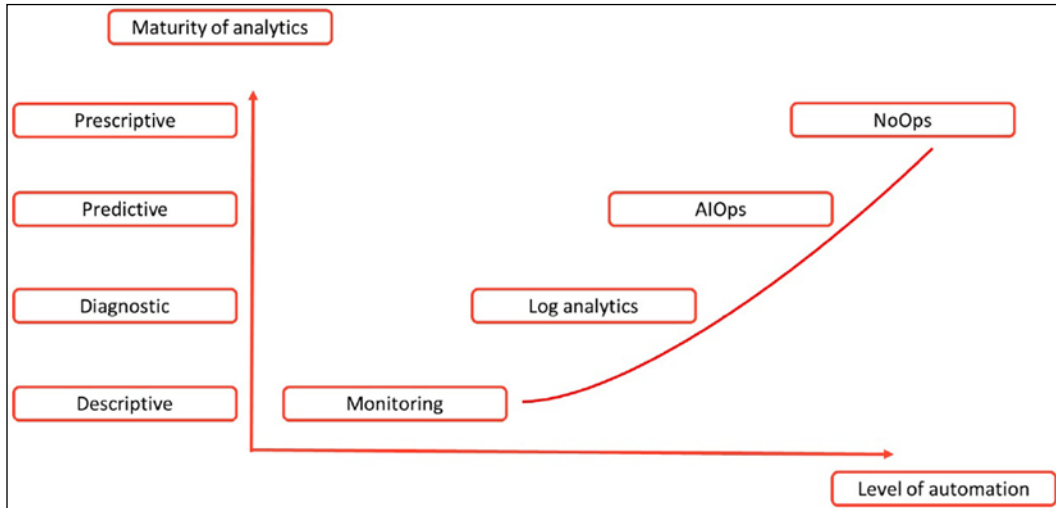 Maturity of analytics
Prescriptive
NoOps
Predictive
AIOps
Diagnostic
Log analytics
Descriptive
Monitoring
Level of automation